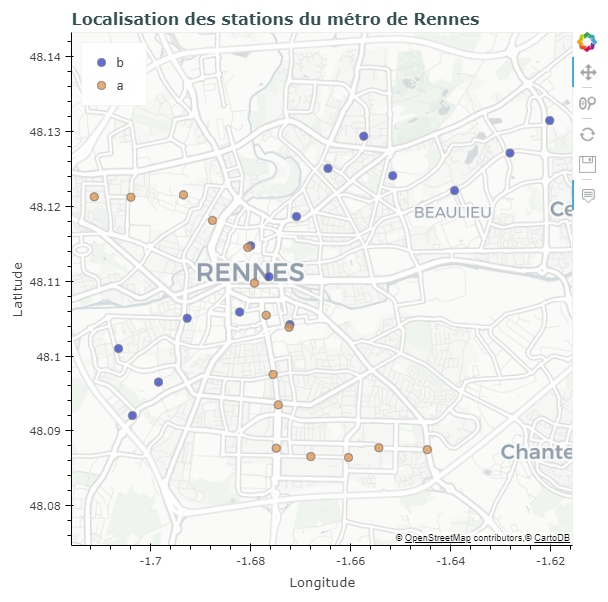 Localisation des stations du métro de Rennes
b
a
48.14
48.13
48.12
48.11
48.1
48.09
48.08
Latitude
BEAULIEU
Ce
RENNES
Chante
© OpenStreetMap contributors,© CartoDB
-1.7
-1.68
-1.66
-1.64
-1.62
Longitude